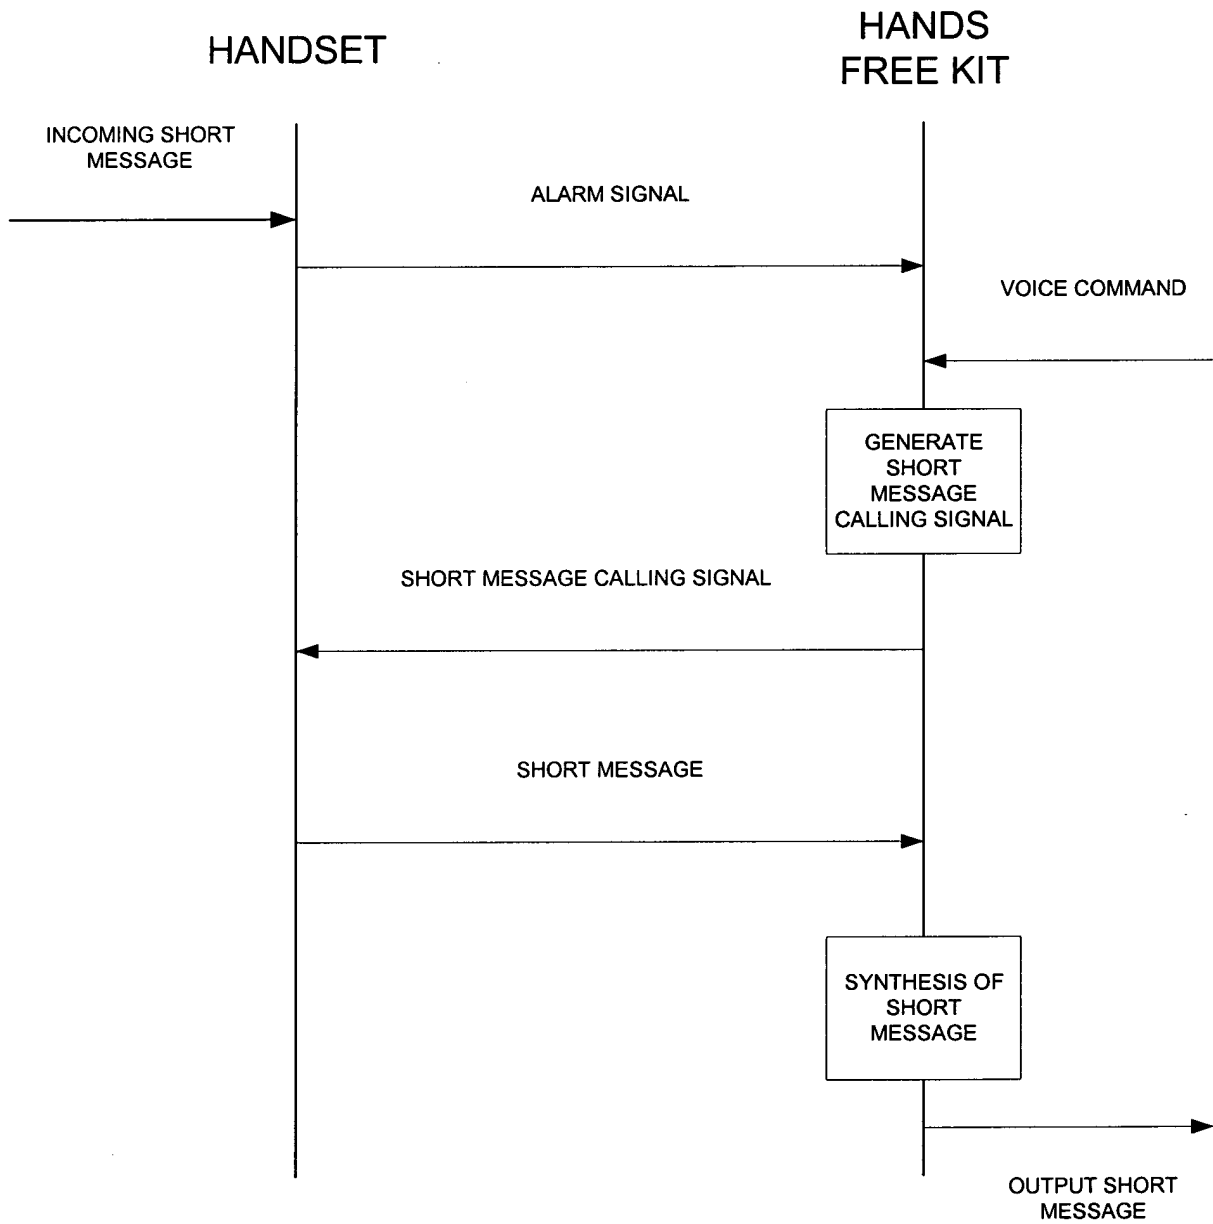 HANDSET
HANDS
FREE KIT
INCOMING SHORT
MESSAGE
ALARM SIGNAL
VOICE COMMAND
GENERATE
SHORT
MESSAGE
CALLING SIGNAL
SHORT MESSAGE CALLING SIGNAL
SHORT MESSAGE
SYNTHESIS OF
SHORT
MESSAGE
OUTPUT SHORT
MESSAGE